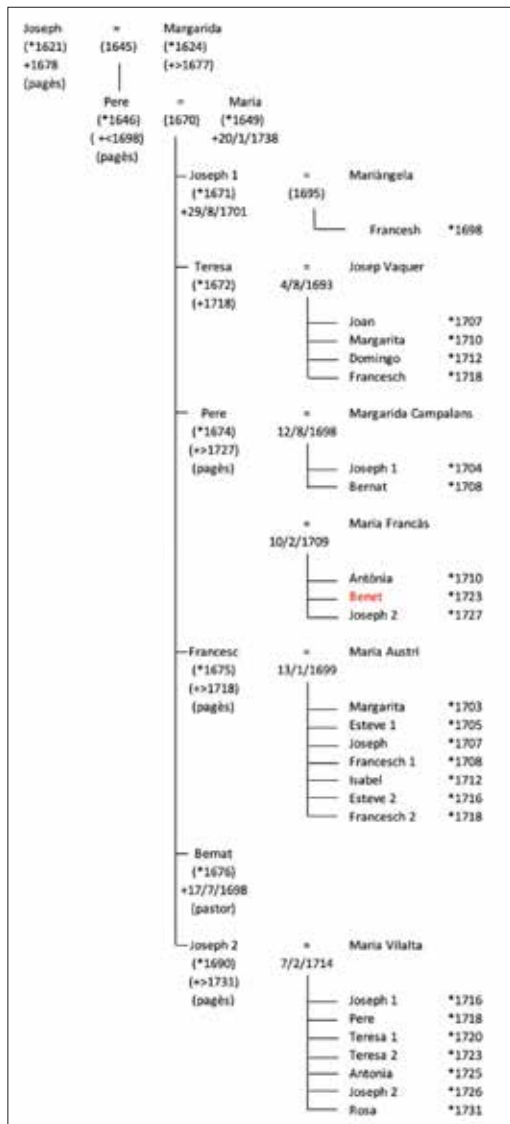 Joseph = Margarida
(*1621) (1645) (*1624)
+1678 (+>1677)
(pagès)
Pere = Maria
(*1646) (1670) (*1649)
( +<1698) +20/1/1738
(pagès)
Joseph 1 = Mariàngela
(*1671) (1695)
+29/8/1701
Francesh *1698
Teresa = Josep Vaquer
(*1672) 4/8/1693
(+1718)
Joan *1707
Margarita *1710
Domingo *1712
Francesch *1718
Pere = Margarida Campalans
(*1674) 12/8/1698
(+>1727)
(pagès) Joseph 1 *1704
Bernat *1708
= Maria Francàs
10/2/1709
Antònia *1710
Benet *1723
Joseph 2 *1727
Francesc = Maria Austri
(*1675) 13/1/1699
(+>1718)
(pagès) Margarita *1703
Esteve 1 *1705
Joseph *1707
Francesch 1 *1708
Isabel *1712
Esteve 2 *1716
Francesch 2 *1718
Bernat
(*1676)
+17/7/1698
(pastor)
Joseph 2 = Maria Vilalta
(*1690) 7/2/1714
(+>1731)
(pagès) Joseph 1 *1716
Pere *1718
Teresa 1 *1720
Teresa 2 *1723
Antonia *1725
Joseph 2 *1726
Rosa *1731